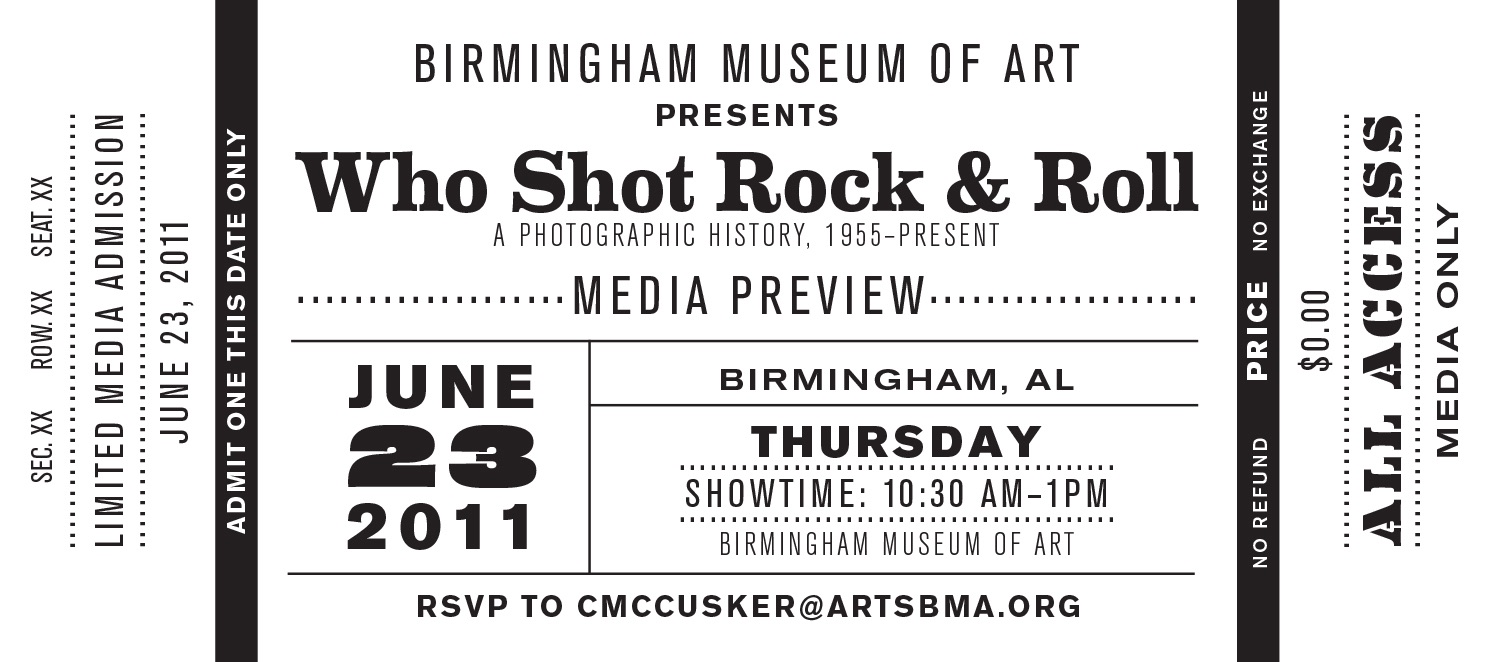 SEC. XX ROW. XX SEAT. XX
LIMITED MEDIA ADMISSION
JUNE 23, 2011
ADMIT ONE THIS DATE ONLY
BIRMINGHAM MUSEUM OF ART
PRESENTS
Who Shot Rock & Roll
A PHOTOGRAPHIC HISTORY, 1955–PRESENT
MEDIA PREVIEW
JUNE
23
2011
BIRMINGHAM, AL
THURSDAY
SHOWTIME: 10:30 AM–1PM
BIRMINGHAM MUSEUM OF ART
RSVP TO CMCCUSKER@ARTSBMA.ORG
NO REFUND PRICE NO EXCHANGE
$0.00
ALL ACCESS
MEDIA ONLY